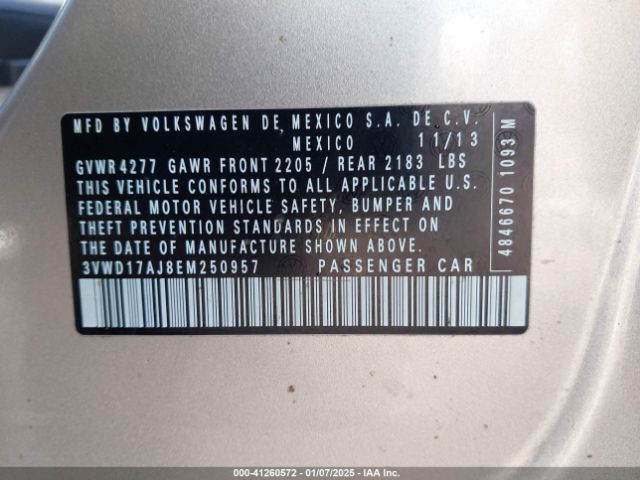 MFD BY VOLKSWAGEN DE MEXICO S.A. DE C.V.
MEXICO 11/13
GVWR 4277 GAWR FRONT 2205 / REAR 2183 LBS
THIS VEHICLE CONFORMS TO ALL APPLICABLE U.S.
FEDERAL MOTOR VEHICLE SAFETY, BUMPER AND
THEFT PREVENTION STANDARDS IN EFFECT ON
THE DATE OF MANUFACTURE SHOWN ABOVE.
3VWD17AJ8EM250957 PASSENGER CAR
4846670 1093 M
000-41260572 - 01/07/2025 - IAA Inc.